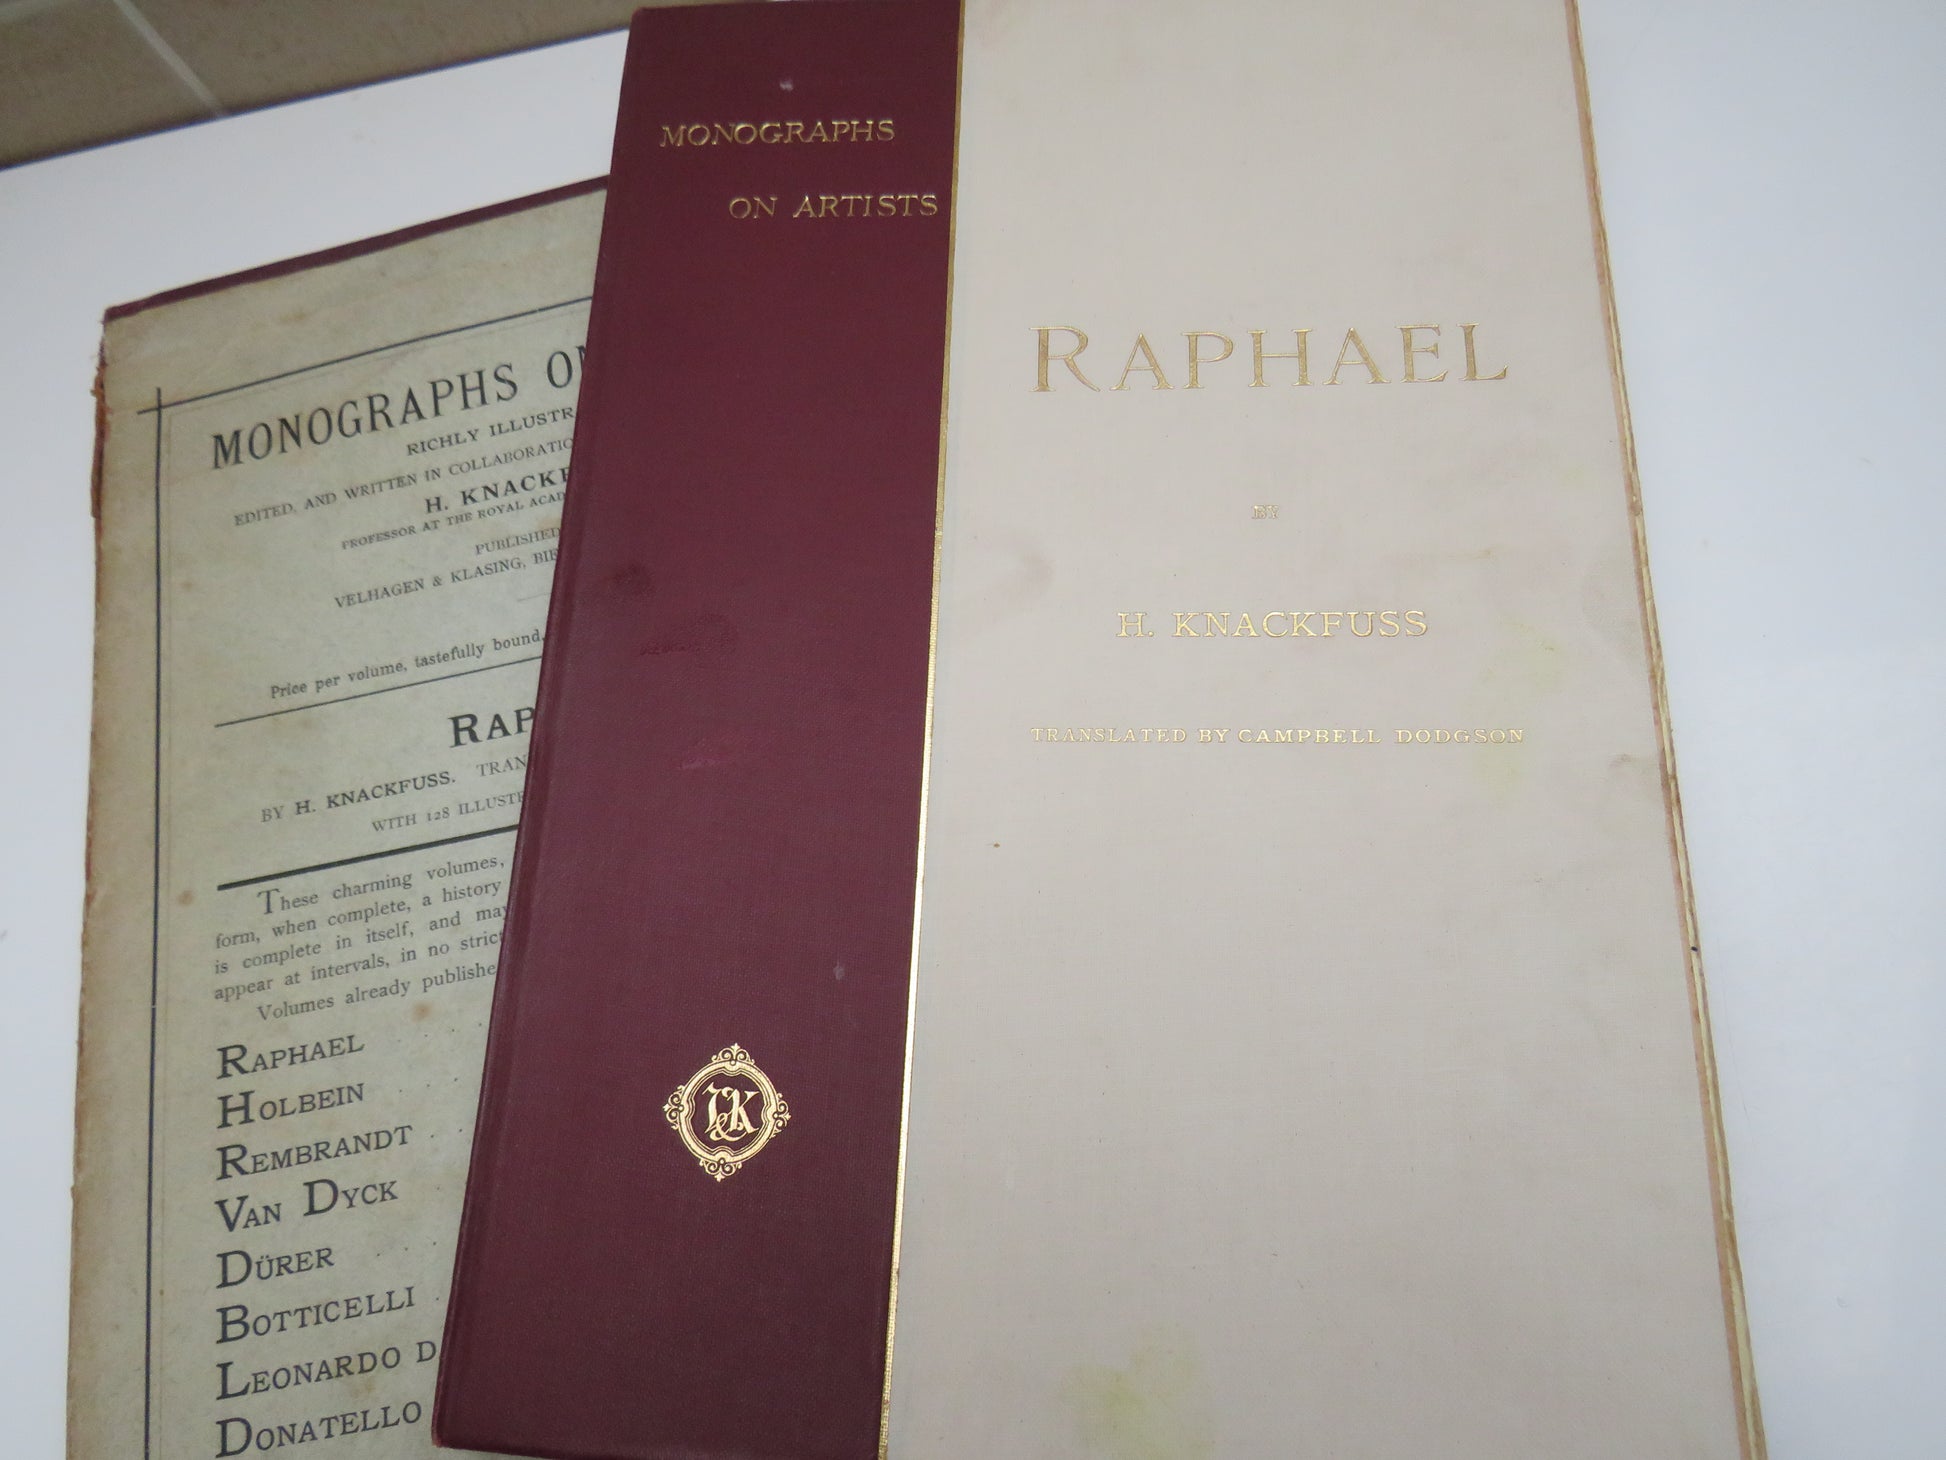 MONOGRAPHS
ON ARTISTS
RAPHAEL
BY
H. KNACKFUSS
TRANSLATED BY CAMPBELL DODGSON
V&K
MONOGRAPHS ON
RICHLY ILLUSTR
EDITED, AND WRITTEN IN COLLABORATIO
H. KNACKF
PROFESSOR AT THE ROYAL ACAD
PUBLISHED
VELHAGEN & KLASING, BIE
Price per volume, tastefully bound,
RAP
BY H. KNACKFUSS. TRAN
WITH 128 ILLUSTR
These charming volumes,
form, when complete, a history
is complete in itself, and may
appear at intervals, in no strict
Volumes already publishe
RAPHAEL
HOLBEIN
REMBRANDT
VAN DYCK
DÜRER
BOTTICELLI
LEONARDO D
DONATELLO